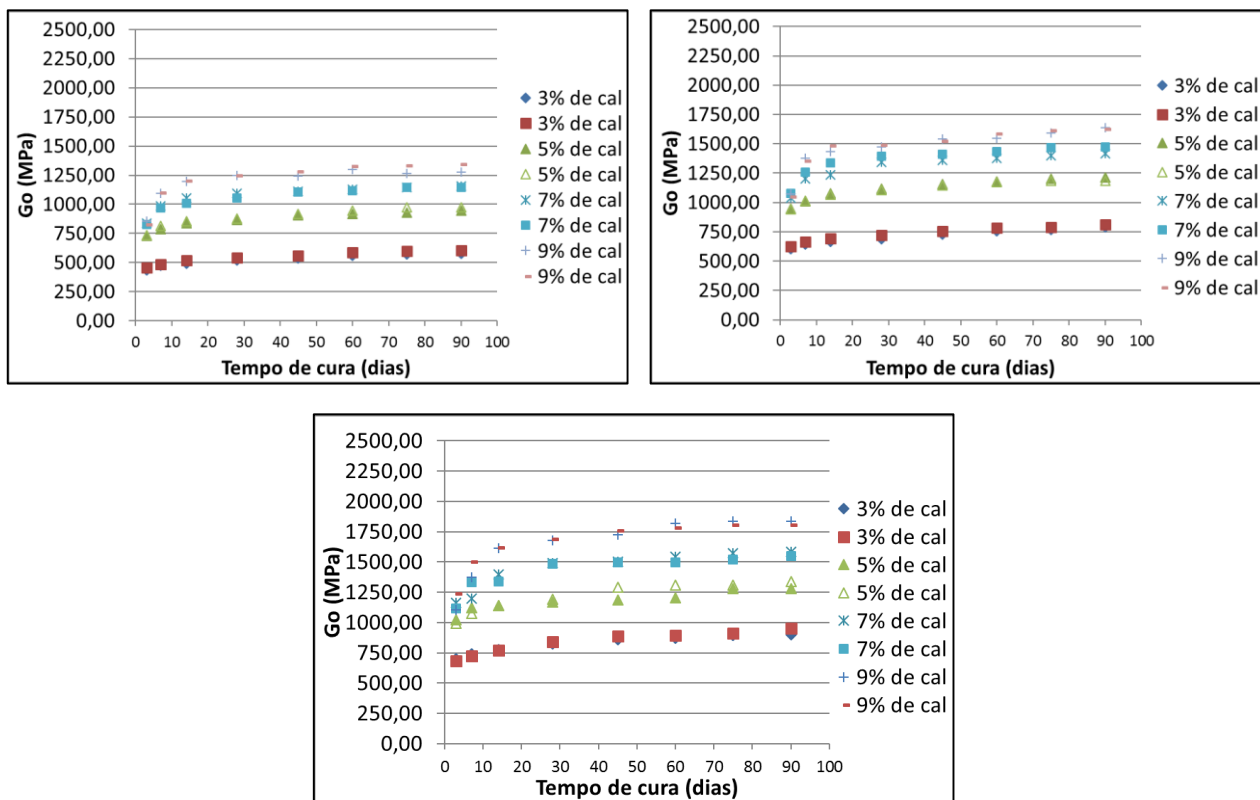 2500,00
2250,00
2000,00
1750,00
1500,00
1250,00
1000,00
750,00
500,00
250,00
0,00
Go (MPa)
0 10 20 30 40 50 60 70 80 90 100
Tempo de cura (dias)
3% de cal
3% de cal
5% de cal
5% de cal
7% de cal
7% de cal
9% de cal
9% de cal
2500,00
2250,00
2000,00
1750,00
1500,00
1250,00
1000,00
750,00
500,00
250,00
0,00
Go (MPa)
0 10 20 30 40 50 60 70 80 90 100
Tempo de cura (dias)
3% de cal
3% de cal
5% de cal
5% de cal
7% de cal
7% de cal
9% de cal
9% de cal
2500,00
2250,00
2000,00
1750,00
1500,00
1250,00
1000,00
750,00
500,00
250,00
0,00
Go (MPa)
0 10 20 30 40 50 60 70 80 90 100
Tempo de cura (dias)
3% de cal
3% de cal
5% de cal
5% de cal
7% de cal
7% de cal
9% de cal
9% de cal